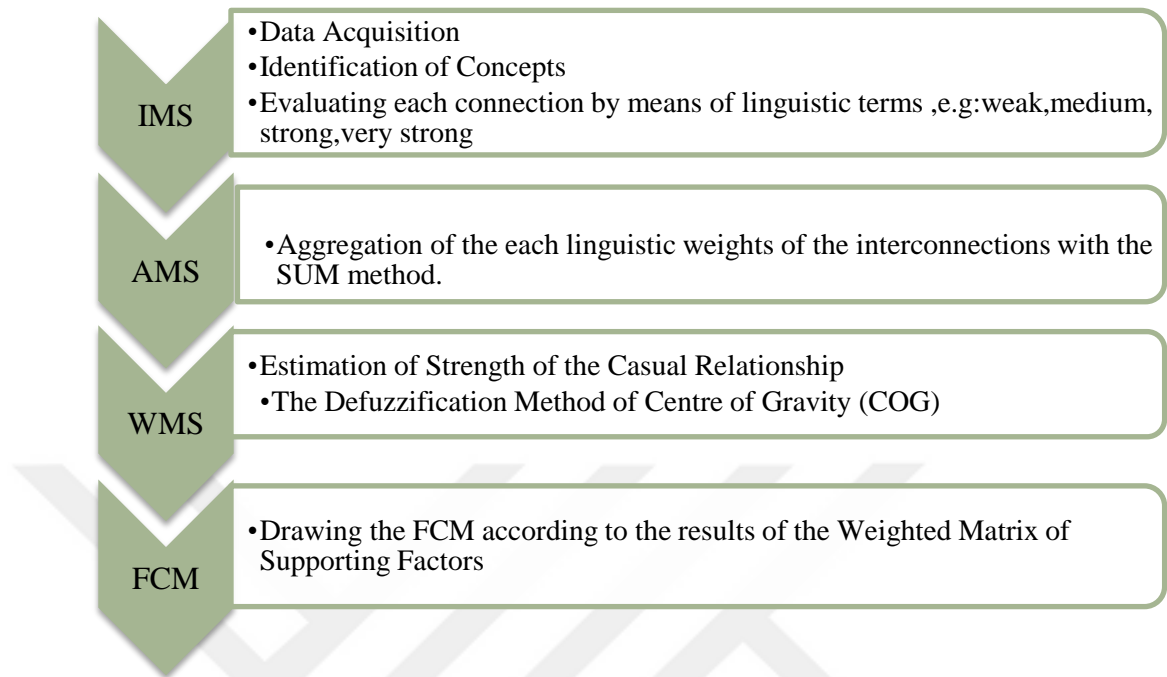 IMS
•Data Acquisition
•Identification of Concepts
•Evaluating each connection by means of linguistic terms ,e.g:weak,medium,
strong,very strong
AMS
•Aggregation of the each linguistic weights of the interconnections with the
SUM method.
WMS
•Estimation of Strength of the Casual Relationship
•The Defuzzification Method of Centre of Gravity (COG)
FCM
•Drawing the FCM according to the results of the Weighted Matrix of
Supporting Factors